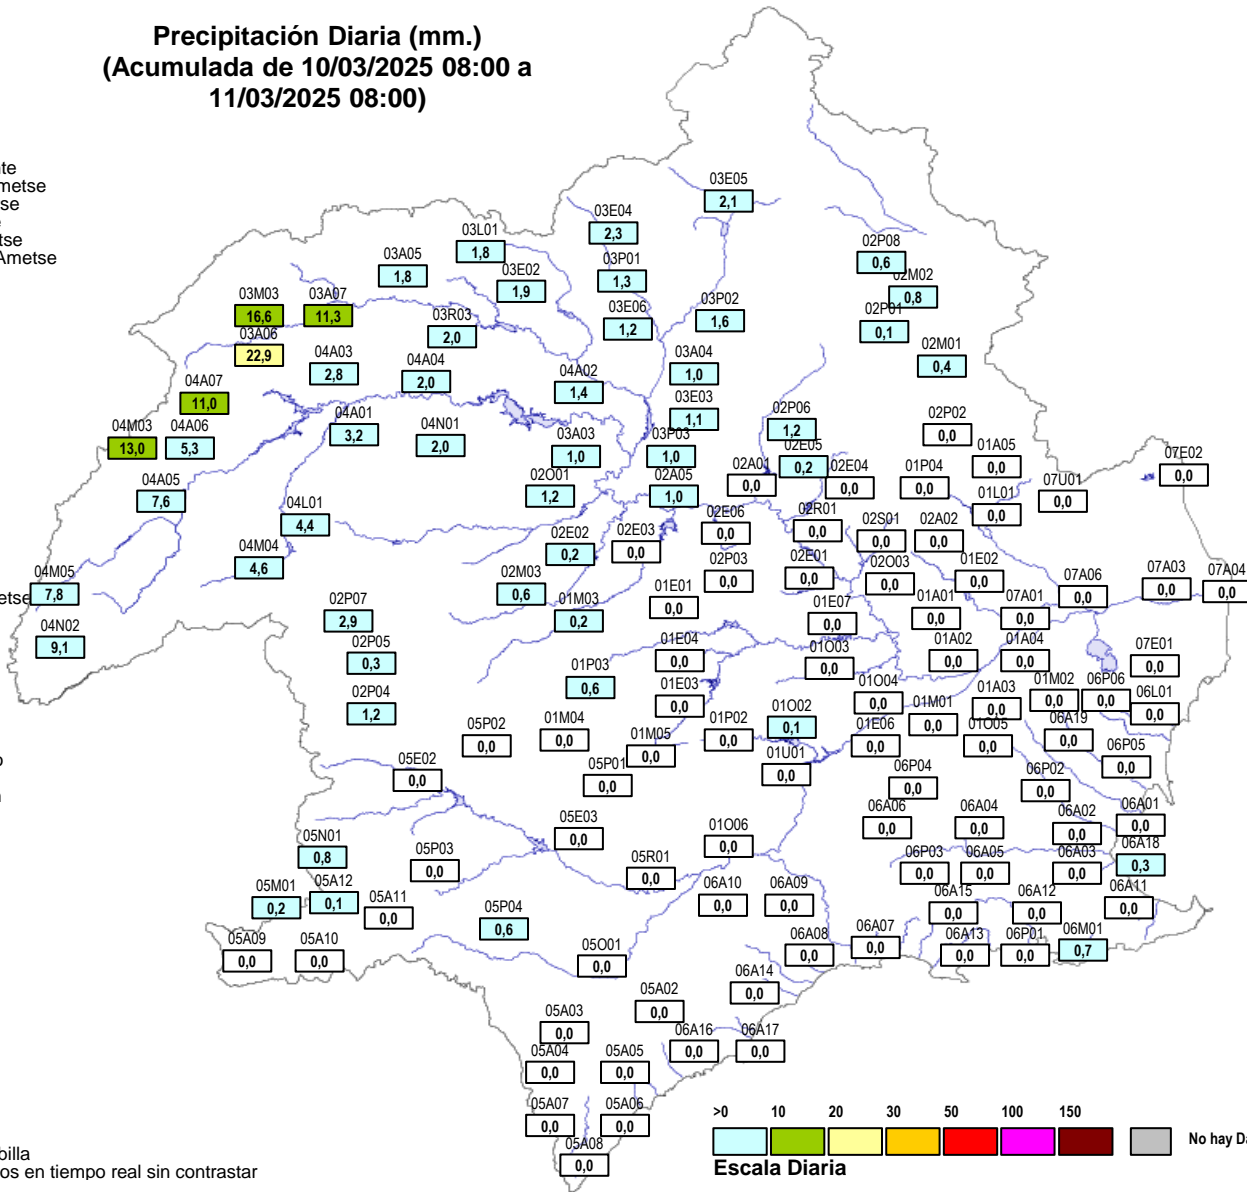 Precipitación Diaria (mm.)
(Acumulada de 10/03/2025 08:00 a
11/03/2025 08:00)
nte
metse
tse
e
tse
Ametse
etse
o
n
billa
os en tiempo real sin contrastar
03E05
2,1
03E04
2,3
03L01
1,8
03A05
1,8
03E02
1,9
03P01
1,3
02P08
0,6
02M02
0,8
03M03
16,6
03A07
11,3
03R03
2,0
03E06
1,2
03P02
1,6
02P01
0,1
03A06
22,9
04A03
2,8
04A04
2,0
04A02
1,4
03A04
1,0
02M01
0,4
04A07
11,0
03E03
1,1
04M03
13,0
04A06
5,3
04A01
3,2
04N01
2,0
03A03
1,0
03P03
1,0
02P06
1,2
02P02
0,0
02E05
0,2
01A05
0,0
07E02
0,0
04A05
7,6
02O01
1,2
02A05
1,0
02A01
0,0
02E04
0,0
01P04
0,0
07U01
0,0
04L01
4,4
01L01
0,0
02E06
0,0
02R01
0,0
02S01
0,0
02A02
0,0
04M04
4,6
02E02
0,2
02E03
0,0
04M05
7,8
02M03
0,6
02P03
0,0
02E01
0,0
02O03
0,0
01E02
0,0
07A06
0,0
07A03
0,0
07A04
0,0
01M03
0,2
01E01
0,0
01E07
0,0
01A01
0,0
07A01
0,0
04N02
9,1
02P07
2,9
02P05
0,3
01P03
0,6
01E04
0,0
01O03
0,0
01A02
0,0
01A04
0,0
07E01
0,0
02P04
1,2
01E03
0,0
01O04
0,0
01A03
0,0
01M02
0,0
06P06
0,0
06L01
0,0
05P02
0,0
01M04
0,0
01M05
0,0
01P02
0,0
01O02
0,1
01E06
0,0
01M01
0,0
01O05
0,0
06A19
0,0
06P05
0,0
05E02
0,0
05P01
0,0
01U01
0,0
06P04
0,0
06P02
0,0
05N01
0,8
05E03
0,0
01O06
0,0
06A06
0,0
06A04
0,0
06A02
0,0
06A01
0,0
05P03
0,0
05R01
0,0
06P03
0,0
06A05
0,0
06A03
0,0
06A18
0,3
05M01
0,2
05A12
0,1
05A11
0,0
05P04
0,6
06A10
0,0
06A09
0,0
06A15
0,0
06A12
0,0
06A11
0,0
05A09
0,0
05A10
0,0
05O01
0,0
06A08
0,0
06A07
0,0
06A13
0,0
06P01
0,0
06M01
0,7
05A02
0,0
06A14
0,0
05A03
0,0
06A16
0,0
06A17
0,0
05A04
0,0
05A05
0,0
05A07
0,0
05A06
0,0
05A08
0,0
>0 10 20 30 50 100 150
No hay Da
Escala Diaria